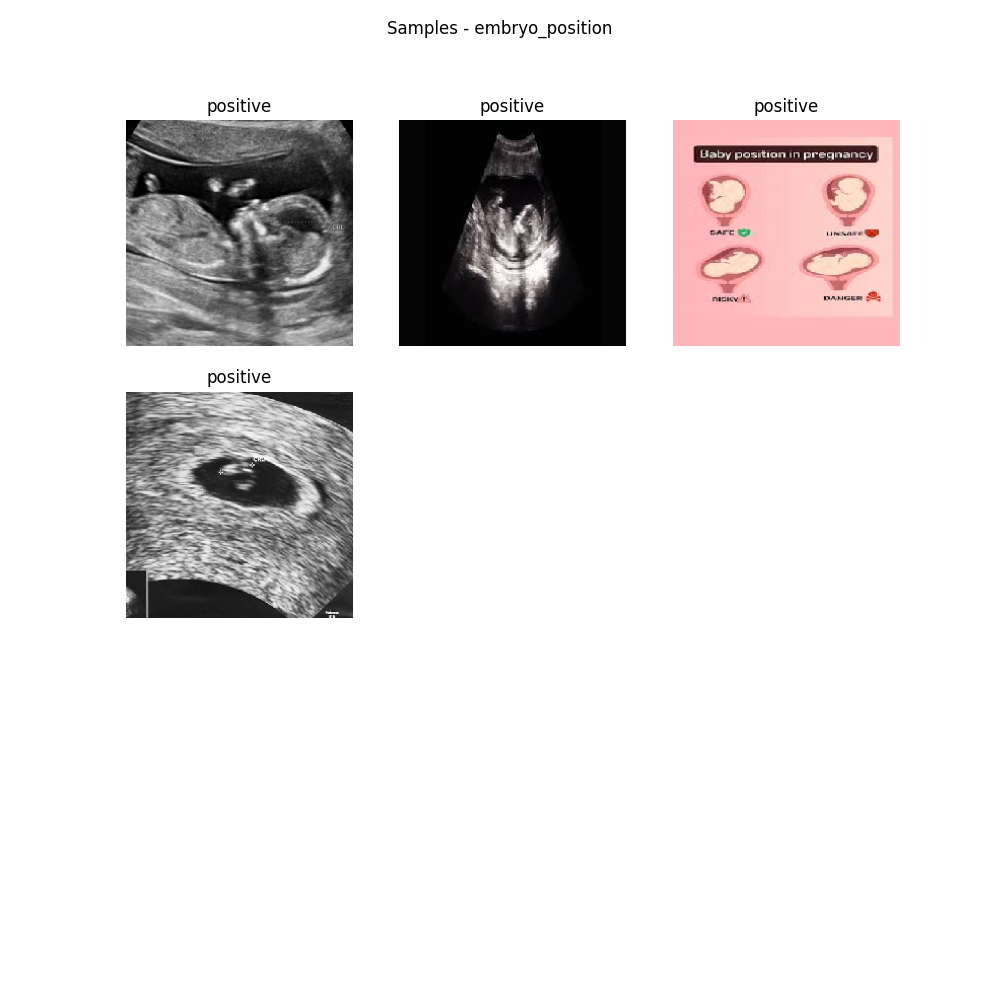 Samples - embryo_position
positive
positive
positive
Baby position in pregnancy
SAFE
UNSAFE
RISKY
DANGER
positive